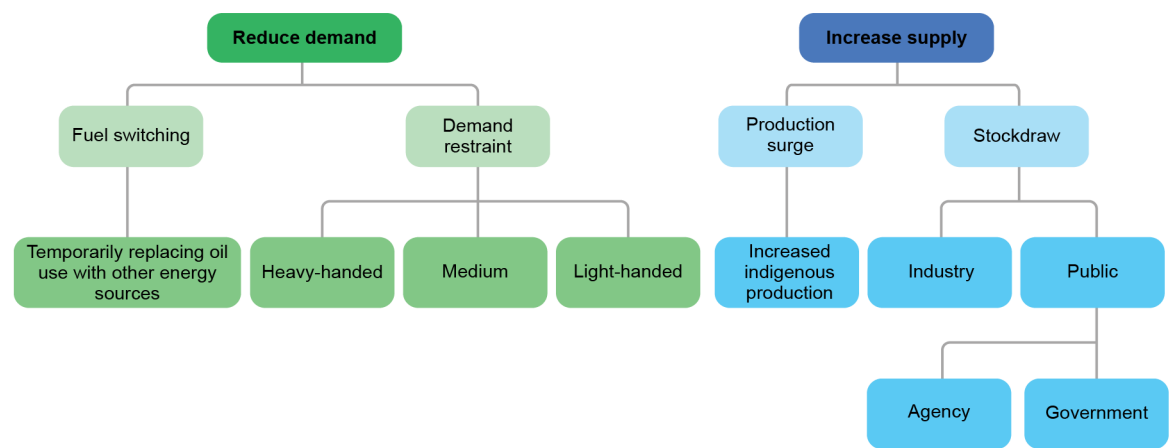 Reduce demand
Increase supply
Fuel switching
Demand
restraint
Production
surge
Stockdraw
Temporarily replacing oil
use with other energy
sources
Heavy-handed
Medium
Light-handed
Increased
indigenous
production
Industry
Public
Agency
Government